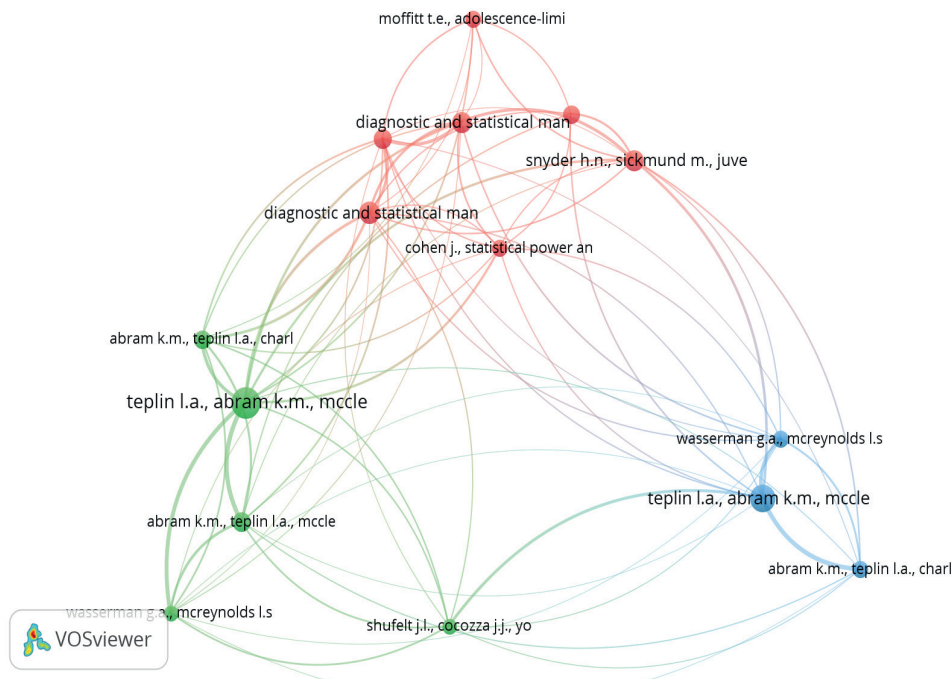 moffitt t.e., adolescence-limi
diagnostic and statistical man
snyder h.n., sickmund m., juve
diagnostic and statistical man
cohen j., statistical power an
abram k.m., teplin l.a., charl
teplin l.a., abram k.m., mccle
wasserman g.a., mcreynolds l.s
teplin l.a., abram k.m., mccle
abram k.m., teplin l.a., mccle
abram k.m., teplin l.a., charl
wasserman g.a., mcreynolds l.s
shufelt j.l., cocozza j.j., yo
VOSviewer